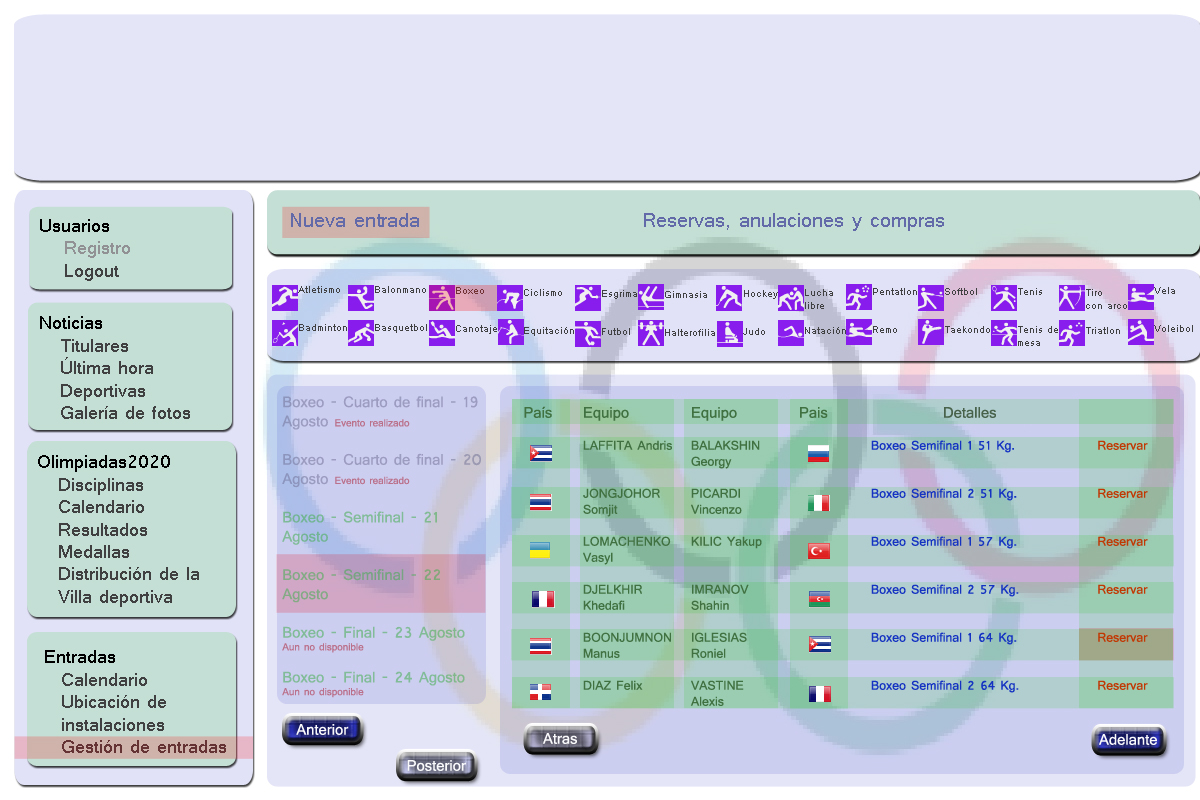 Usuarios
Registro
Logout
Noticias
Titulares
Última hora
Deportivas
Galería de fotos
Olimpiadas2020
Disciplinas
Calendario
Resultados
Medallas
Distribución de la
Villa deportiva
Entradas
Calendario
Ubicación de
instalaciones
Gestión de entradas
Nueva entrada Reservas, anulaciones y compras
Atletismo Balonmano Boxeo Ciclismo Esgrima Gimnasia Hockey Lucha libre Pentatlon Softbol Tenis Tiro con arco Vela
Badminton Basquetbol Canotaje Equitación Futbol Halterofilia Judo Natación Remo Taekondo Tenis de mesa Triatlon Voleibol
Boxeo - Cuarto de final - 19
Agosto Evento realizado
Boxeo - Cuarto de final - 20
Agosto Evento realizado
Boxeo - Semifinal - 21
Agosto
Boxeo - Semifinal - 22
Agosto
Boxeo - Final - 23 Agosto
Aun no disponible
Boxeo - Final - 24 Agosto
Aun no disponible
Anterior
Posterior
País Equipo Equipo Pais Detalles
LAFFITA Andris BALAKSHIN Georgy Boxeo Semifinal 1 51 Kg. Reservar
JONGJOHOR Somjit PICARDI Vincenzo Boxeo Semifinal 2 51 Kg. Reservar
LOMACHENKO Vasyl KILIC Yakup Boxeo Semifinal 1 57 Kg. Reservar
DJELKHIR Khedafi IMRANOV Shahin Boxeo Semifinal 2 57 Kg. Reservar
BOONJUMNON Manus IGLESIAS Roniel Boxeo Semifinal 1 64 Kg. Reservar
DIAZ Felix VASTINE Alexis Boxeo Semifinal 2 64 Kg. Reservar
Atras
Adelante